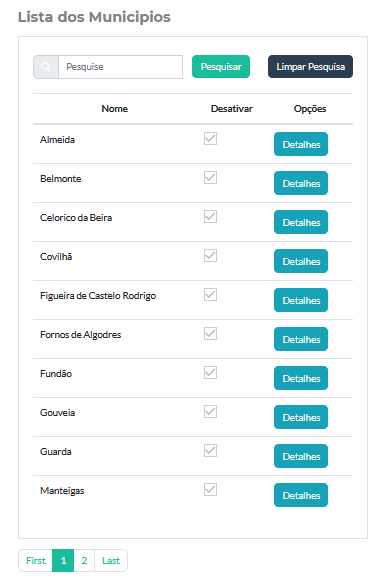 Lista dos Municipios
Pesquise Pesquisar Limpar Pesquisa
Nome Desativar Opções
Almeida Detalhes
Belmonte Detalhes
Celorico da Beira Detalhes
Covilhã Detalhes
Figueira de Castelo Rodrigo Detalhes
Fornos de Algodres Detalhes
Fundão Detalhes
Gouveia Detalhes
Guarda Detalhes
Manteigas Detalhes
First 1 2 Last